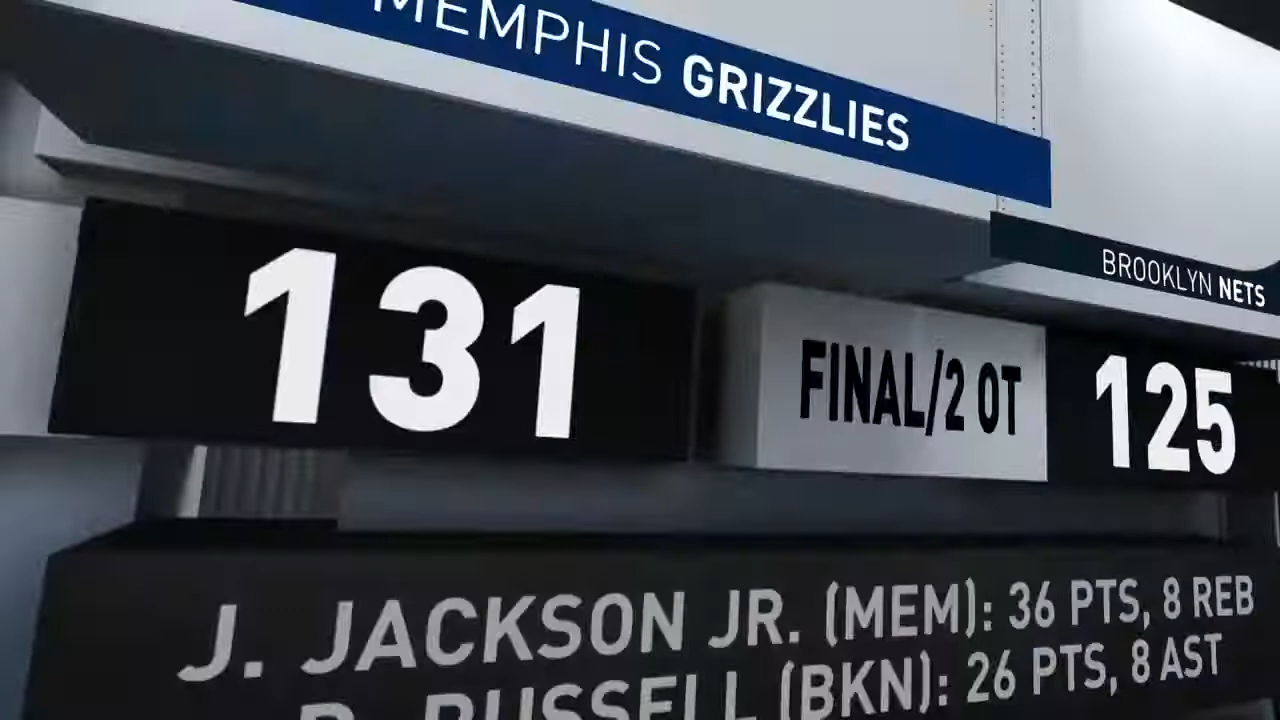 MEMPHIS GRIZZLIES
BROOKLYN NETS
131
FINAL/2 OT
125
J. JACKSON JR. (MEM): 36 PTS, 8 REB
D. RUSSELL (BKN): 26 PTS, 8 AST